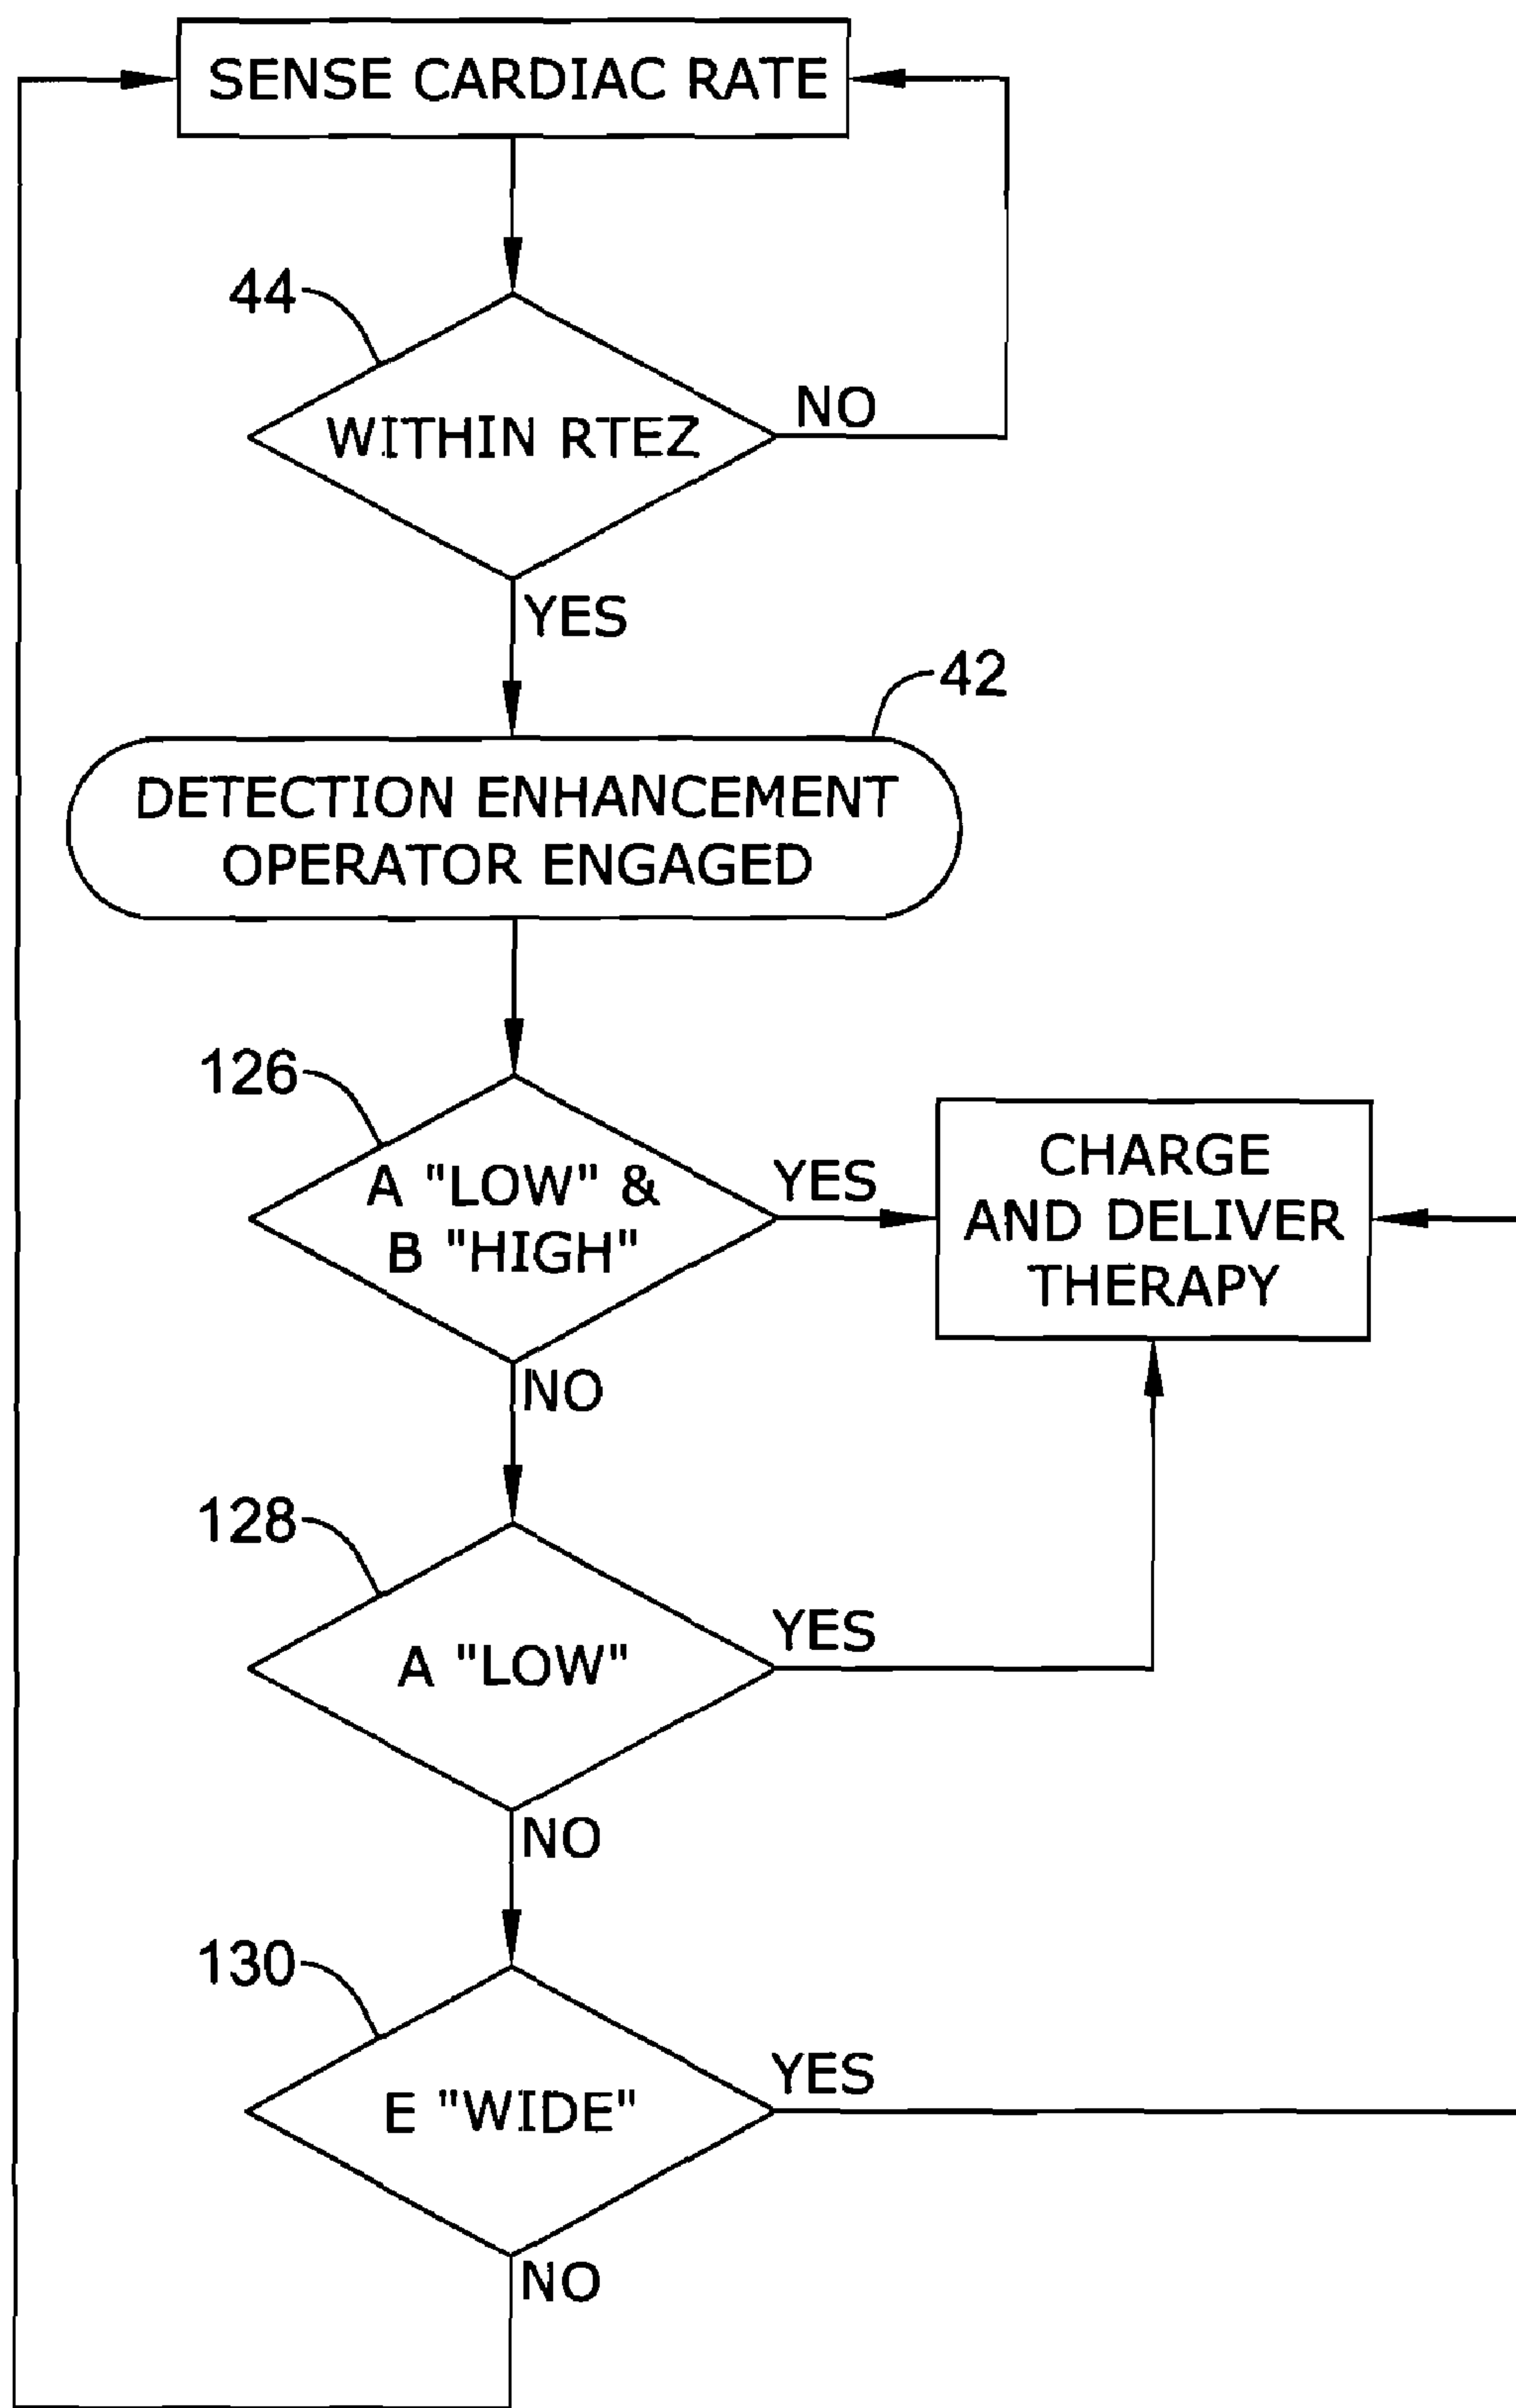 SENSE CARDIAC RATE
44
WITHIN RTEZ
NO
YES
42
DETECTION ENHANCEMENT
OPERATOR ENGAGED
126
A "LOW" &
B "HIGH"
YES
CHARGE
AND DELIVER
THERAPY
NO
128
A "LOW"
YES
NO
130
E "WIDE"
YES
NO